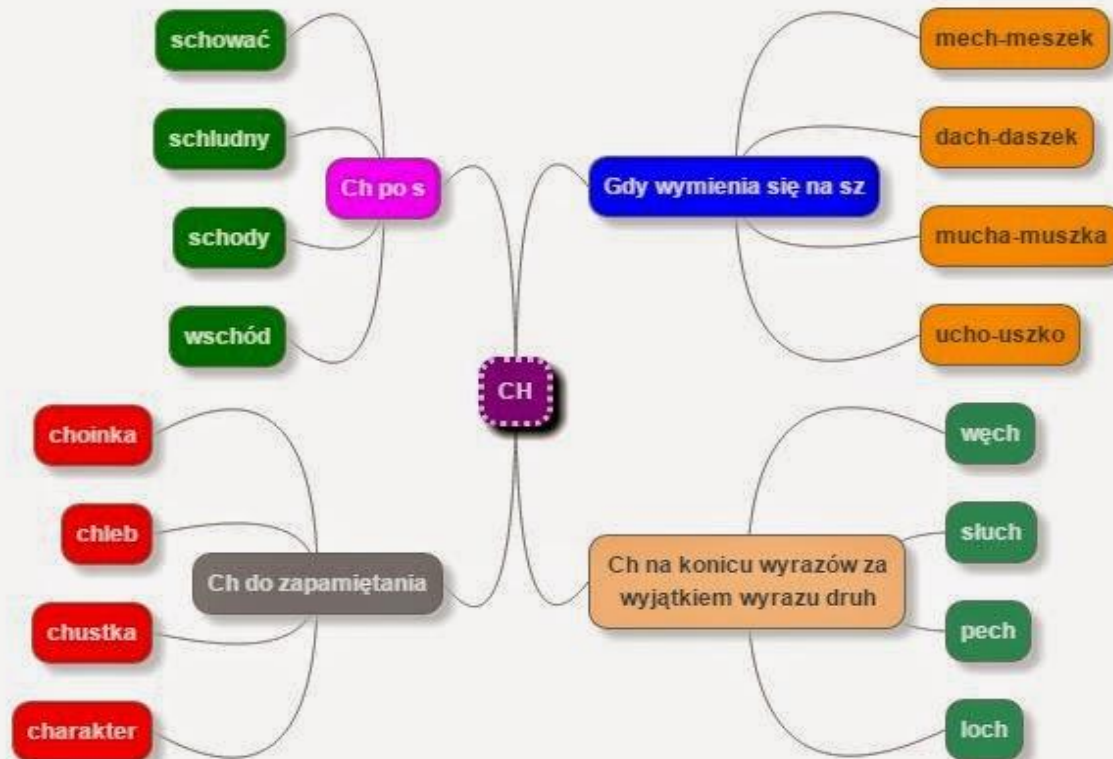 schować
schludny
Ch po s
schody
wschód
mech-meszek
dach-daszek
Gdy wymienia się na sz
mucha-muszka
ucho-uszko
CH
choinka
chleb
Ch do zapamiętania
chustka
charakter
węch
słuch
Ch na konicu wyrazów za
wyjątkiem wyrazu druh
pech
loch